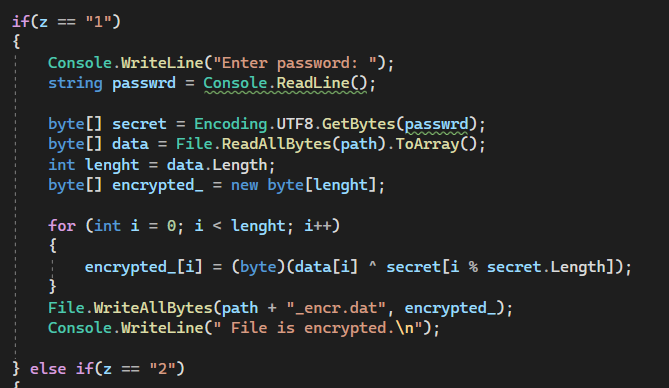 if(z == "1")
{
Console.WriteLine("Enter password: ");
string passwrd = Console.ReadLine();
byte[] secret = Encoding.UTF8.GetBytes(passwrd);
byte[] data = File.ReadAllBytes(path).ToArray();
int lenght = data.Length;
byte[] encrypted_ = new byte[lenght];
for (int i = 0; i < lenght; i++)
{
encrypted_[i] = (byte)(data[i] ^ secret[i % secret.Length]);
}
File.WriteAllBytes(path + "_encr.dat", encrypted_);
Console.WriteLine(" File is encrypted.\n");
} else if(z == "2")
{